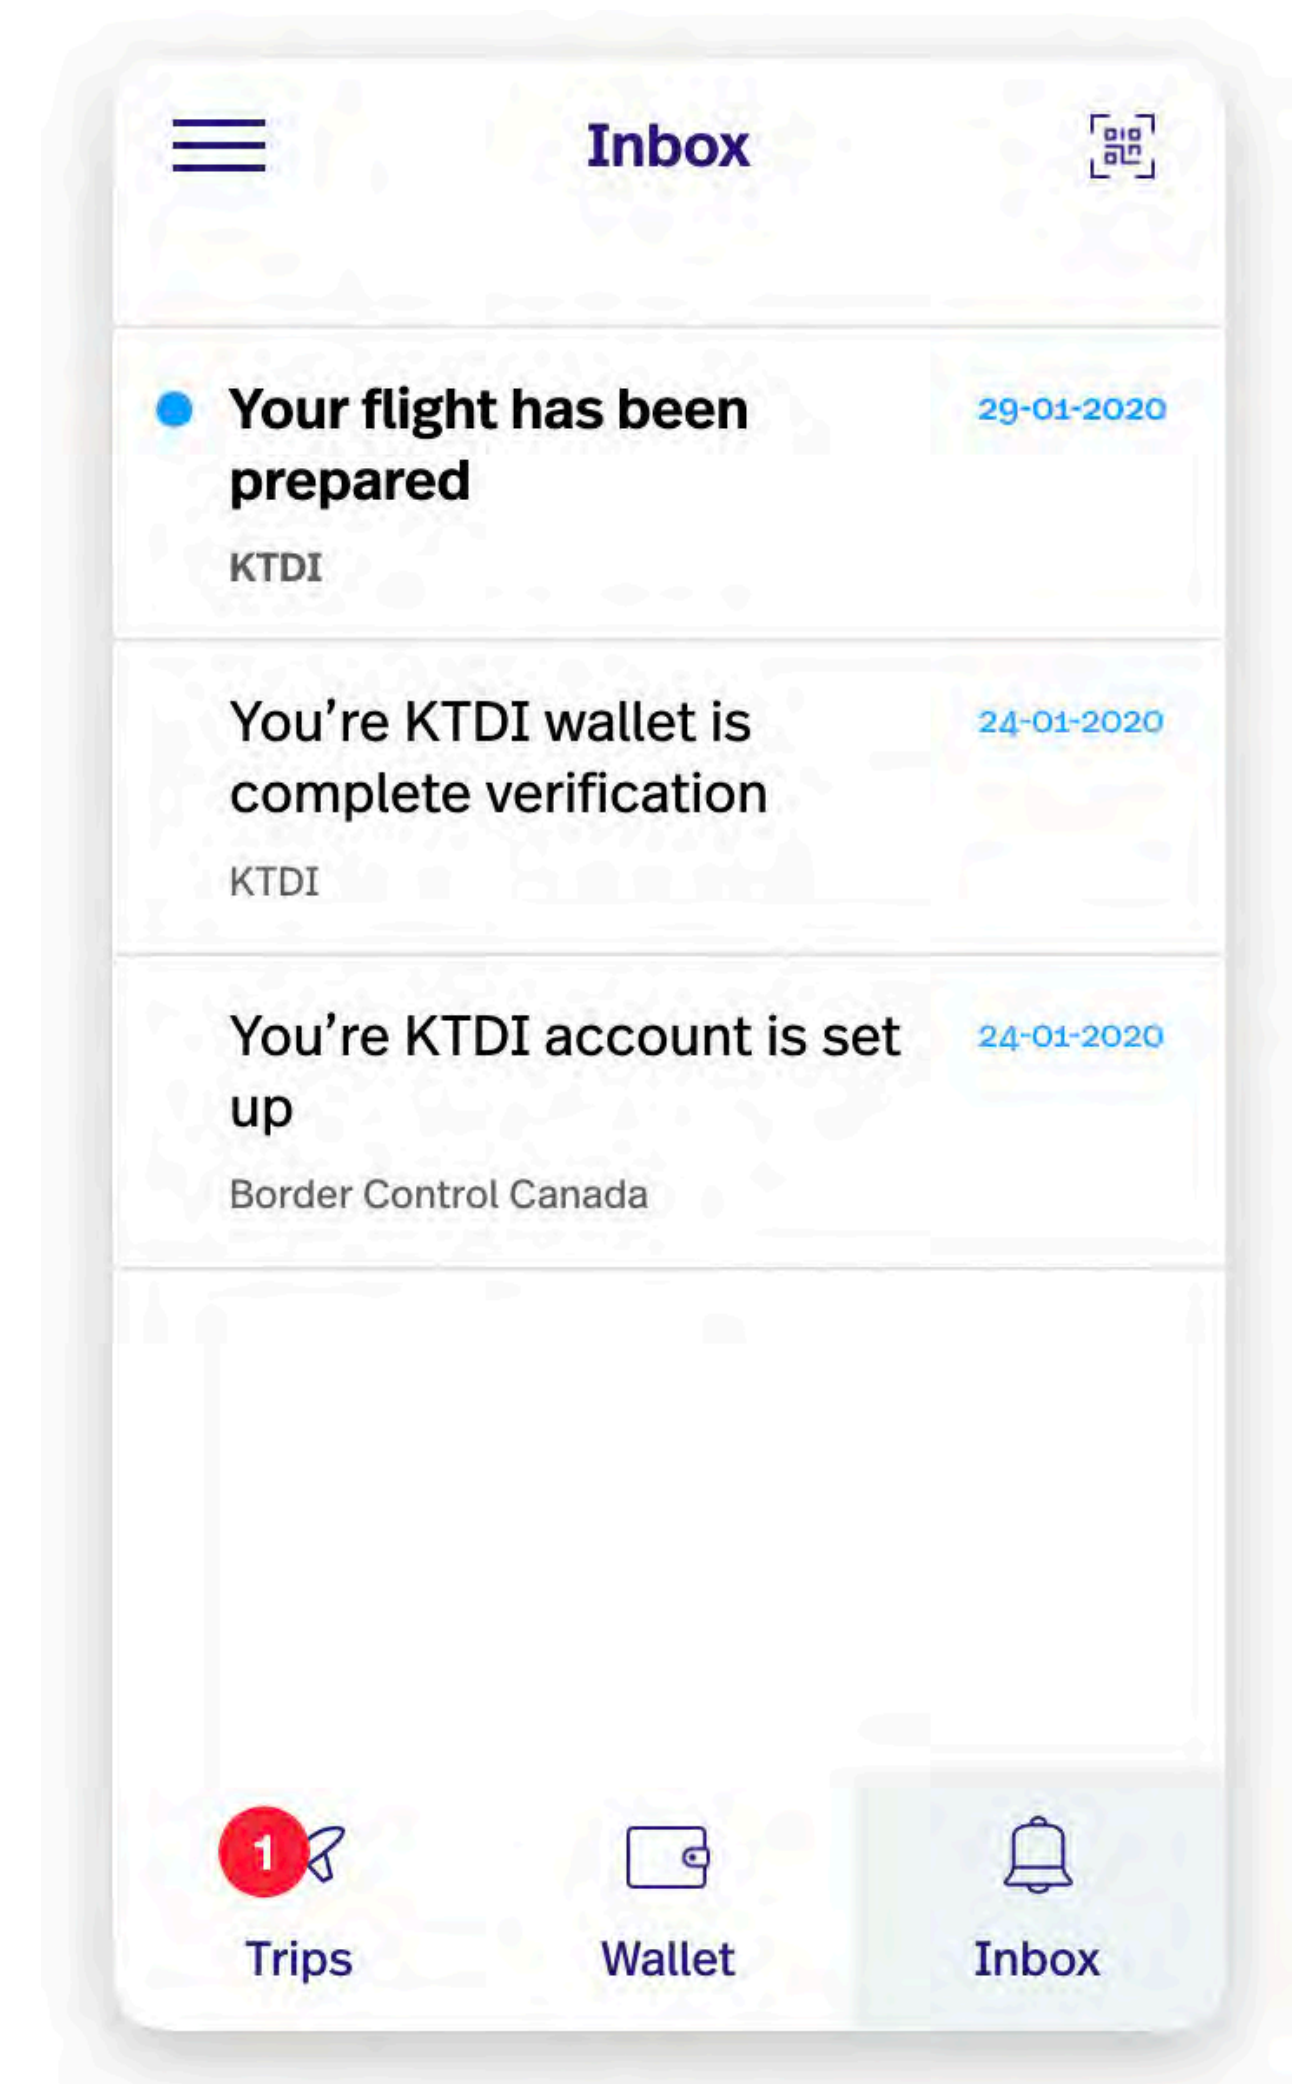 Inbox
Your flight has been
prepared
29-01-2020
KTDI
You’re KTDI wallet is
complete verification
24-01-2020
KTDI
You’re KTDI account is set
up
24-01-2020
Border Control Canada
1
Trips
Wallet
Inbox